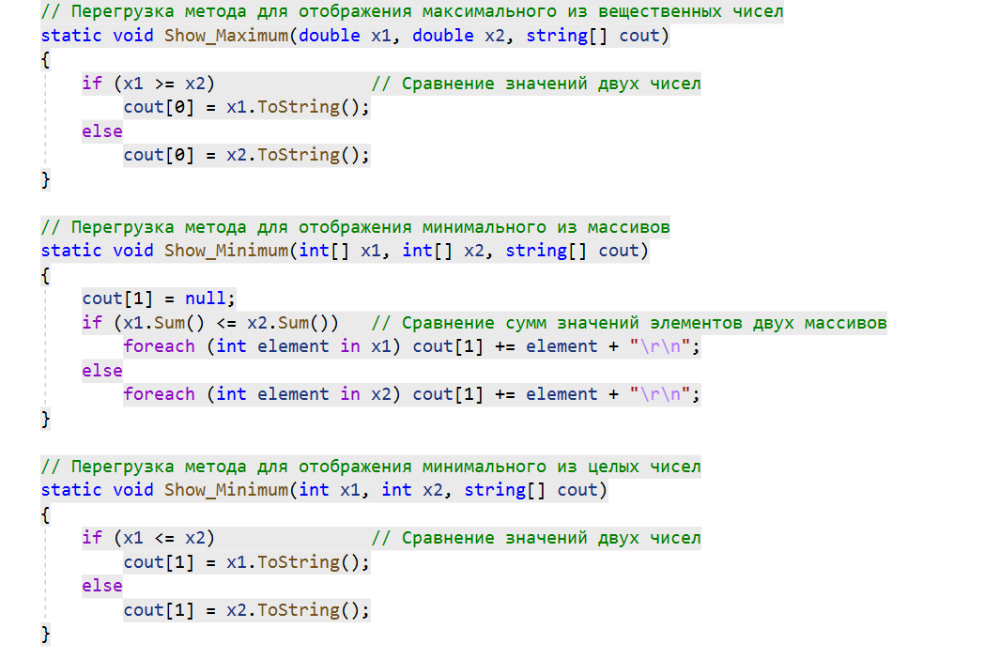 // Перегрузка метода для отображения максимального из вещественных чисел
static void Show_Maximum(double x1, double x2, string[] cout)
{
    if (x1 >= x2)               // Сравнение значений двух чисел
        cout[0] = x1.ToString();
    else
        cout[0] = x2.ToString();
}

// Перегрузка метода для отображения минимального из массивов
static void Show_Minimum(int[] x1, int[] x2, string[] cout)
{
    cout[1] = null;
    if (x1.Sum() <= x2.Sum())   // Сравнение сумм значений элементов двух массивов
        foreach (int element in x1) cout[1] += element + "\r\n";
    else
        foreach (int element in x2) cout[1] += element + "\r\n";
}

// Перегрузка метода для отображения минимального из целых чисел
static void Show_Minimum(int x1, int x2, string[] cout)
{
    if (x1 <= x2)               // Сравнение значений двух чисел
        cout[1] = x1.ToString();
    else
        cout[1] = x2.ToString();
}